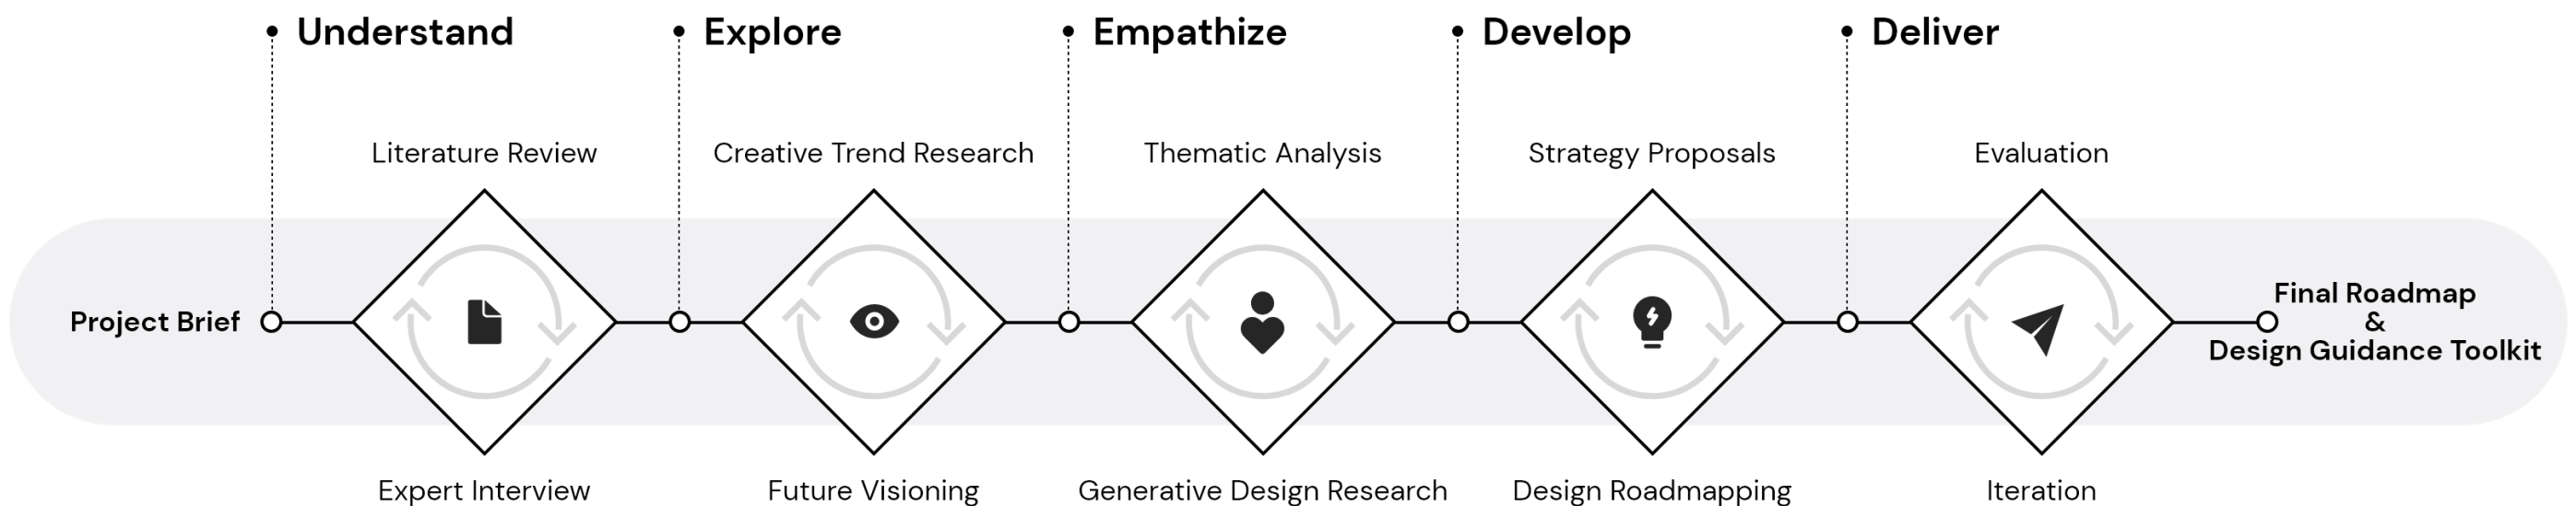 Understand
Explore
Empathize
Develop
Deliver
Literature Review
Creative Trend Research
Thematic Analysis
Strategy Proposals
Evaluation
Project Brief
Final Roadmap
&
Design Guidance Toolkit
Expert Interview
Future Visioning
Generative Design Research
Design Roadmapping
Iteration